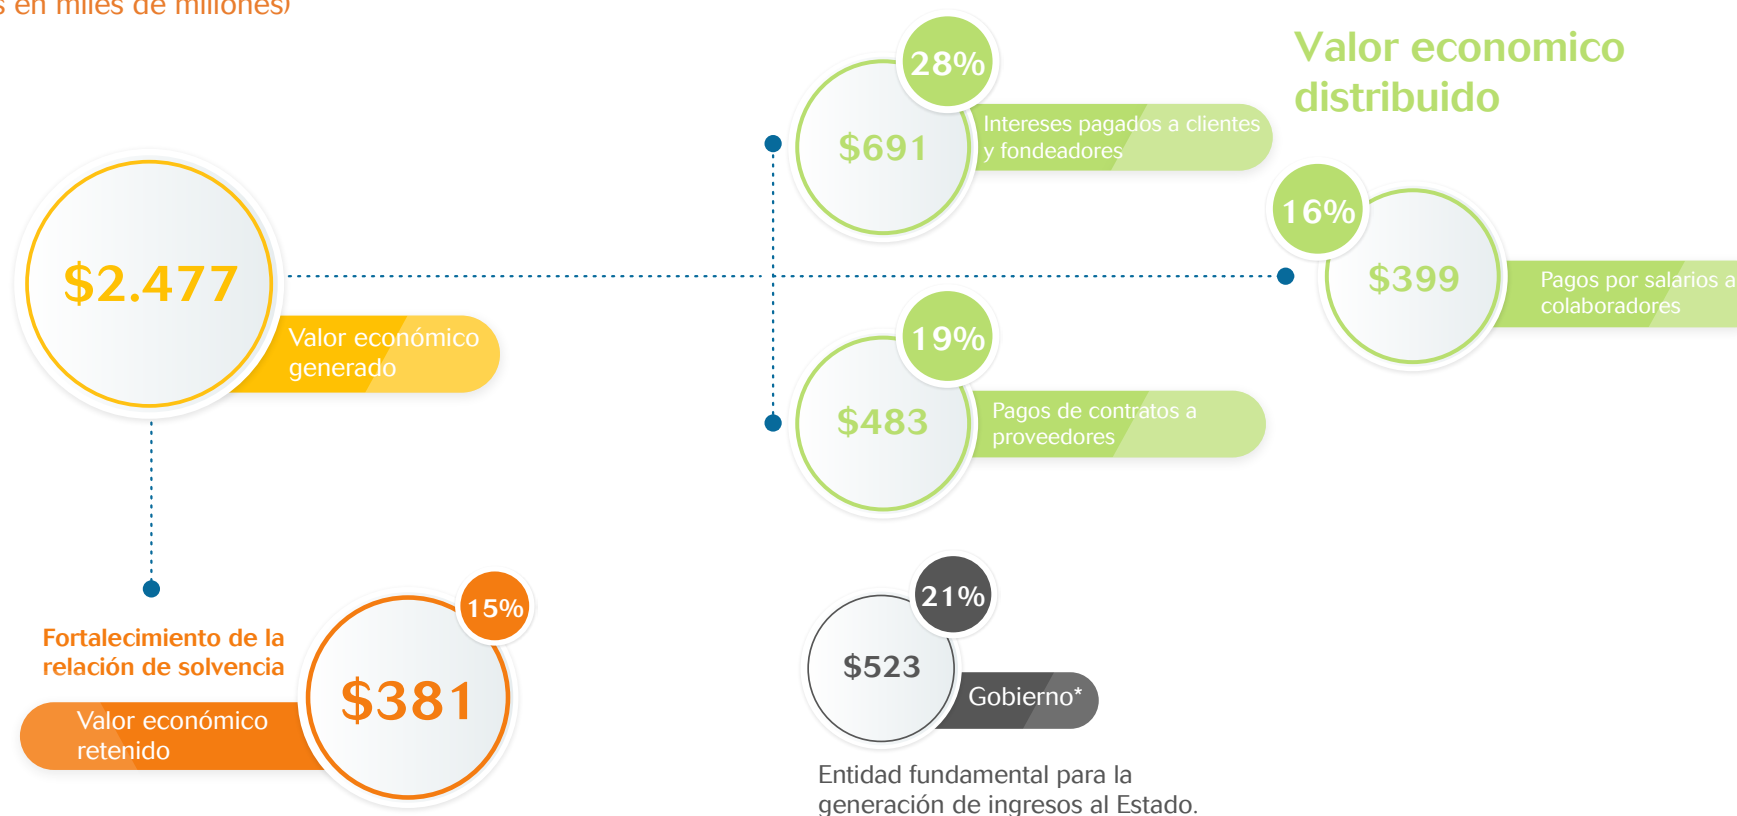 s en miles de millones)
Valor economico
distribuido
28%
$691
Intereses pagados a clientes
y fondeadores
16%
$399
Pagos por salarios a
colaboradores
$2.477
Valor económico
generado
19%
$483
Pagos de contratos a
proveedores
15%
Fortalecimiento de la
relación de solvencia
$381
Valor económico
retenido
21%
$523
Gobierno*
Entidad fundamental para la
generación de ingresos al Estado.